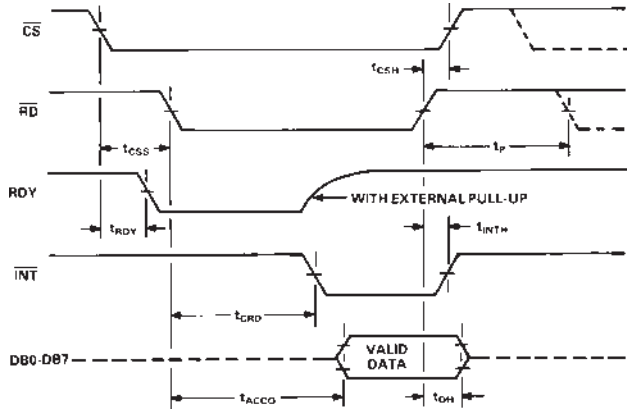 CS
tCSH
RD
tCSS
tP
RDY
WITH EXTERNAL PULL-UP
tRDY
tINTH
INT
tCRD
DB0-DB7
VALID
DATA
tACC0
tDH